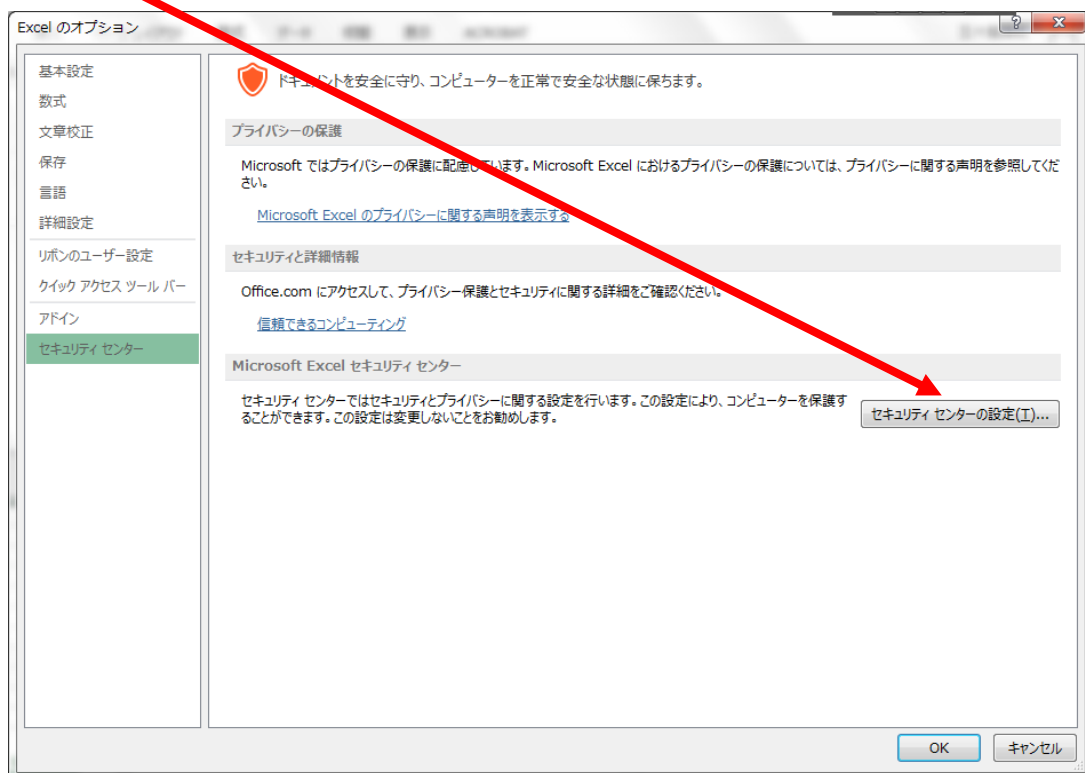 Excel のオプション
基本設定
数式
文章校正
保存
言語
詳細設定
リボンのユーザー設定
クイック アクセス ツール バー
アドイン
セキュリティ センター
ドキュメントを安全に守り、コンピューターを正常で安全な状態に保ちます。
プライバシーの保護
Microsoft ではプライバシーの保護に配慮しています。Microsoft Excel におけるプライバシーの保護については、プライバシーに関する声明を参照してくだ
さい。
Microsoft Excel のプライバシーに関する声明を表示する
セキュリティと詳細情報
Office.com にアクセスして、プライバシー保護とセキュリティに関する詳細をご確認ください。
信頼できるコンピューティング
Microsoft Excel セキュリティ センター
セキュリティ センターではセキュリティとプライバシーに関する設定を行います。この設定により、コンピューターを保護す
ることができます。この設定は変更しないことをお勧めします。
セキュリティ センターの設定(T)...
OK
キャンセル